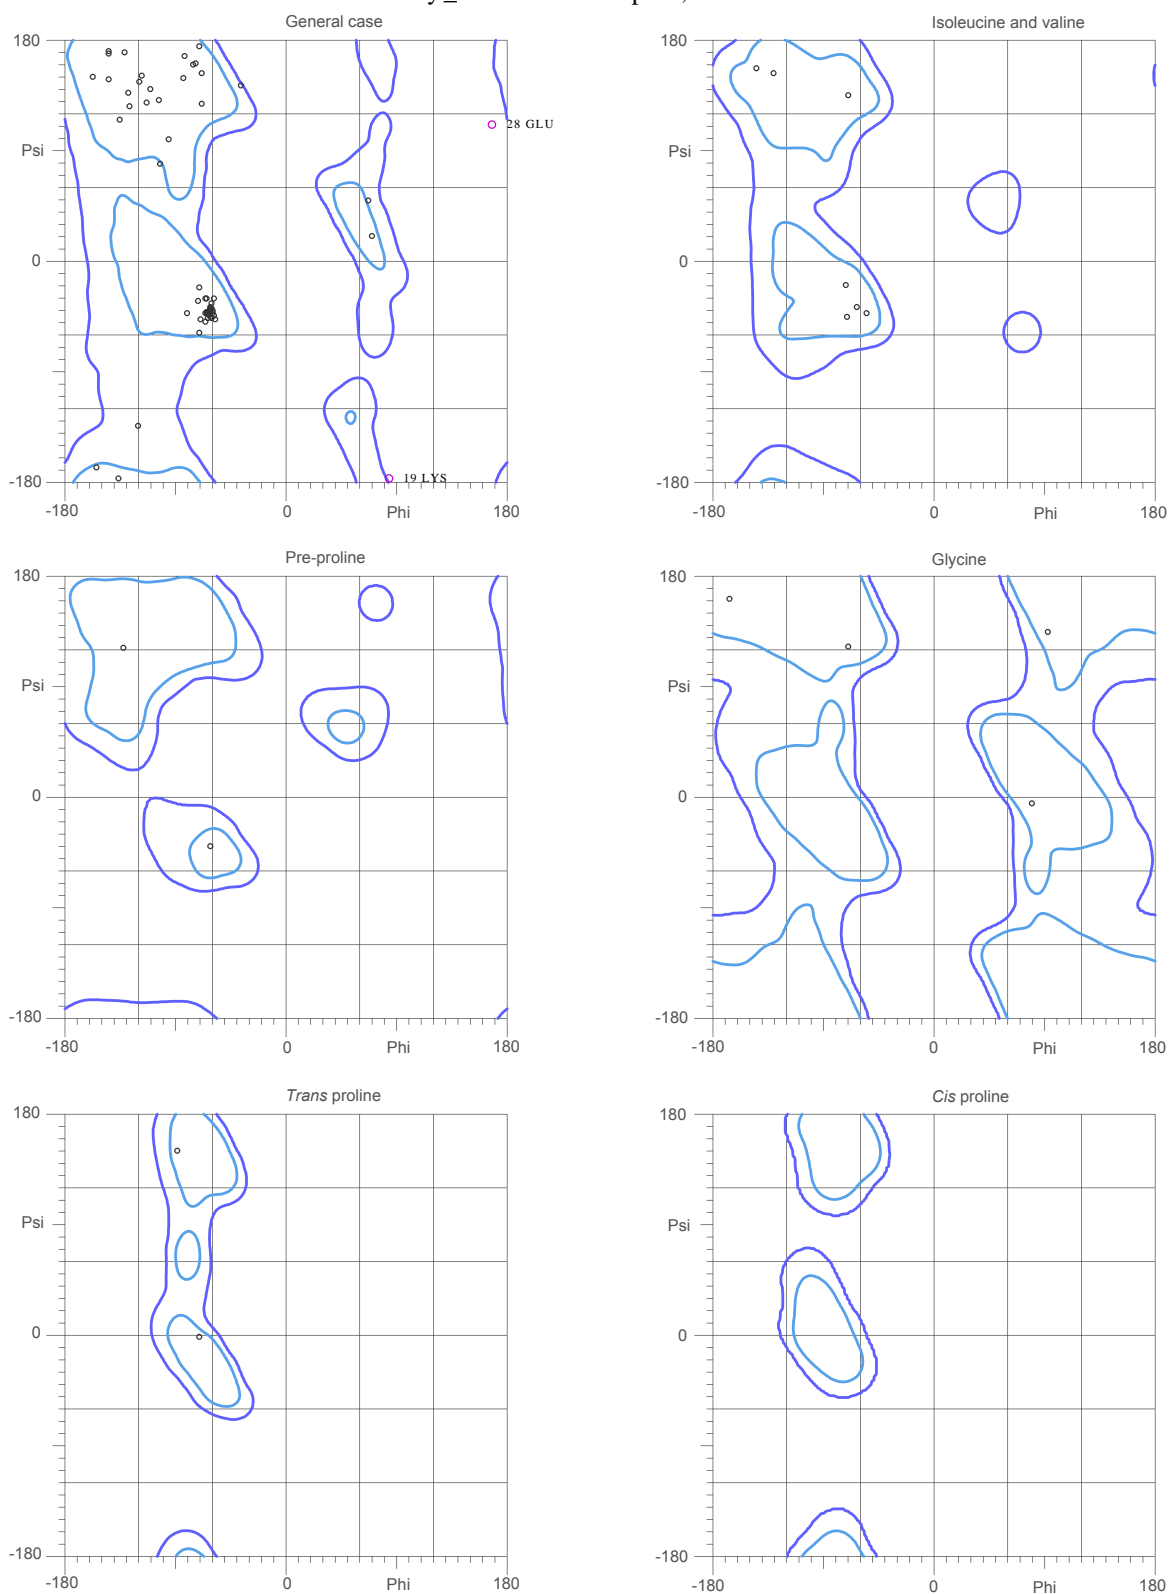 General case
180
Psi
0
-180
-180
0
Phi
180
28 GLU
19 LYS
Isoleucine and valine
180
Psi
0
-180
-180
0
Phi
180
Pre-proline
180
Psi
0
-180
-180
0
Phi
180
Glycine
180
Psi
0
-180
-180
0
Phi
180
Trans proline
180
Psi
0
-180
-180
0
Phi
180
Cis proline
180
Psi
0
-180
-180
0
Phi
180